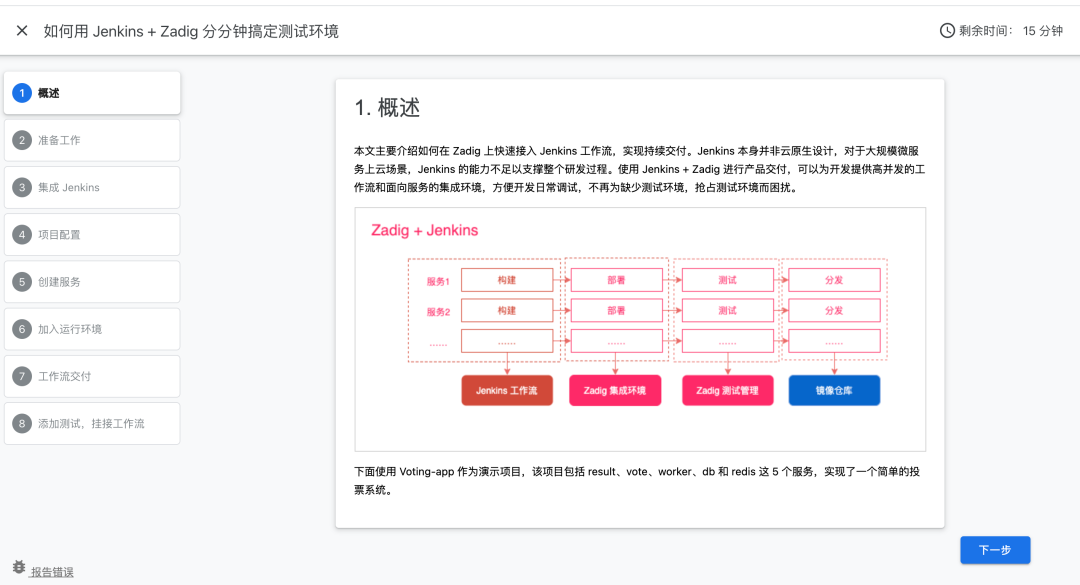 如何用 Jenkins + Zadig 分分钟搞定测试环境
剩余时间： 15 分钟
1 概述
2 准备工作
3 集成 Jenkins
4 项目配置
5 创建服务
6 加入运行环境
7 工作流交付
8 添加测试，挂接工作流
1. 概述
本文主要介绍如何在 Zadig 上快速接入 Jenkins 工作流，实现持续交付。Jenkins 本身并非云原生设计，对于大规模微服
务上云场景，Jenkins 的能力不足以支撑整个研发过程。使用 Jenkins + Zadig 进行产品交付，可以为开发提供高并发的工
作流和面向服务的集成环境，方便开发日常调试，不再为缺少测试环境，抢占测试环境而困扰。
Zadig + Jenkins
服务1 构建 部署 测试 分发
服务2 构建 部署 测试 分发
...... ...... ...... ...... ......
Jenkins 工作流 Zadig 集成环境 Zadig 测试管理 镜像仓库
下面使用 Voting-app 作为演示项目，该项目包括 result、vote、worker、db 和 redis 这 5 个服务，实现了一个简单的投
票系统。
下一步
报告错误